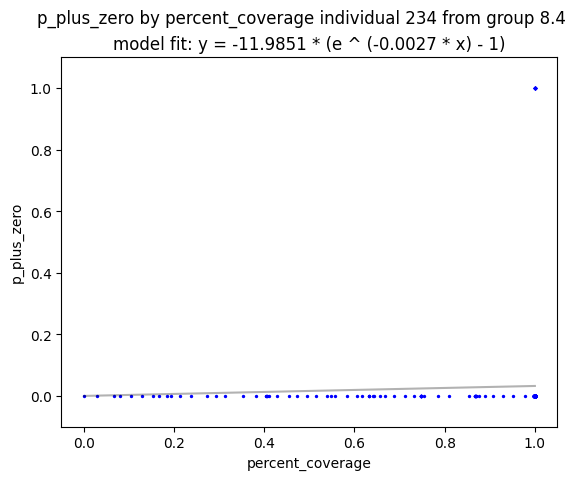 p_plus_zero by percent_coverage individual 234 from group 8.4
model fit: y = -11.9851 * (e ^ (-0.0027 * x) - 1)
1.0
0.8
0.6
0.4
0.2
0.0
p_plus_zero
0.0 0.2 0.4 0.6 0.8 1.0
percent_coverage